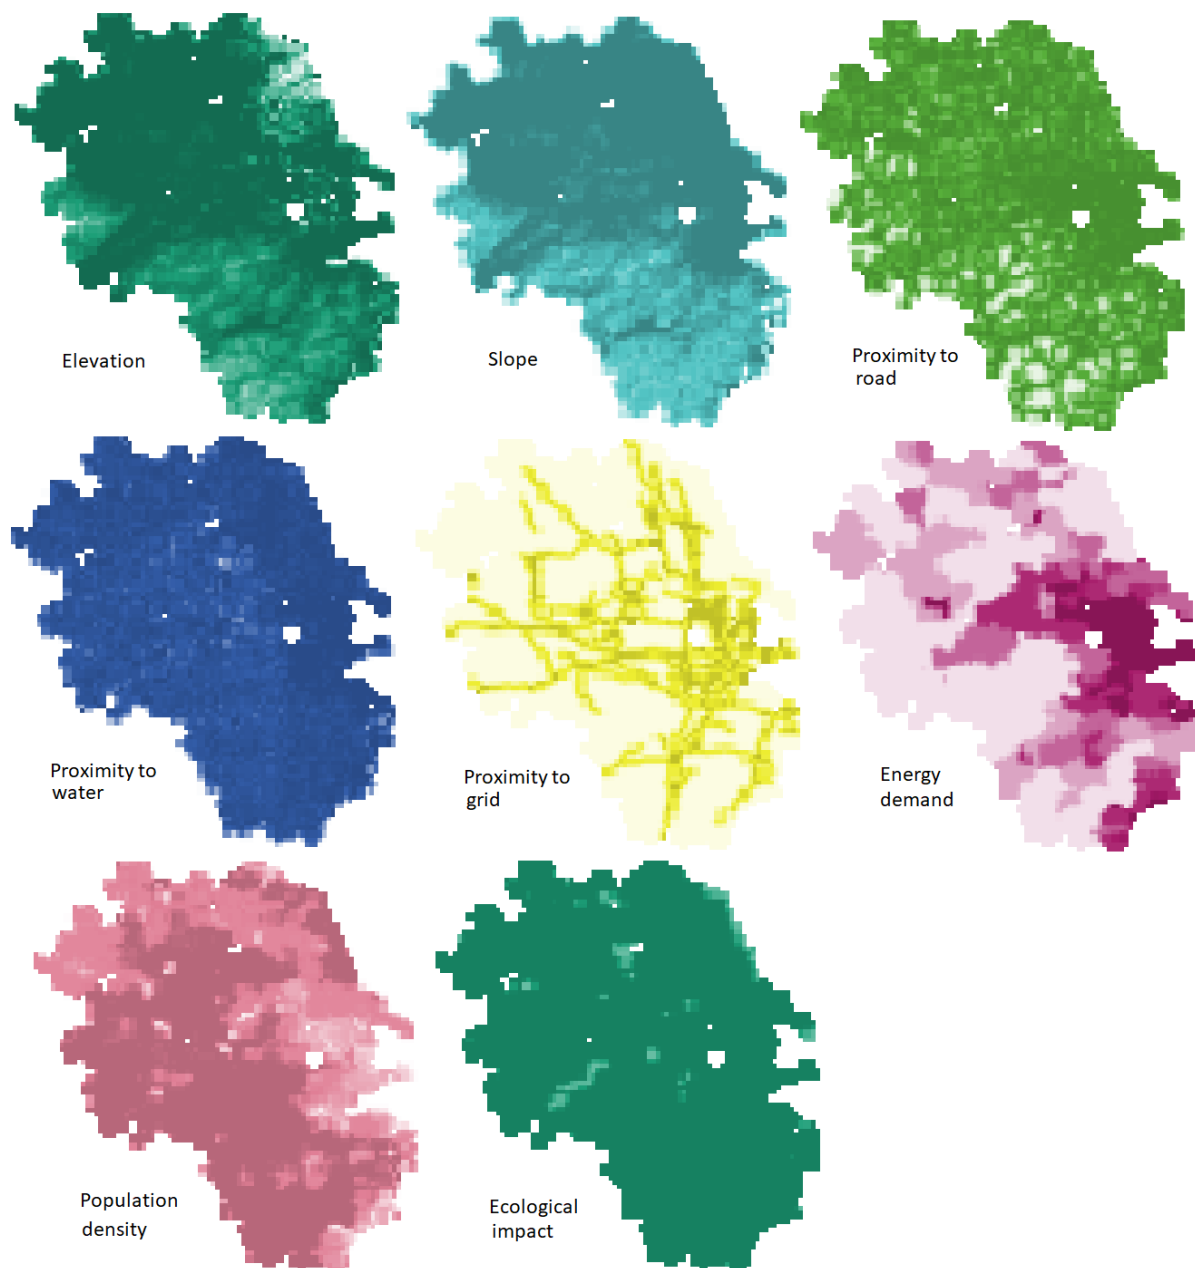 Elevation
Slope
Proximity to
road
Proximity to
water
Proximity to
grid
Energy
demand
Population
density
Ecological
impact